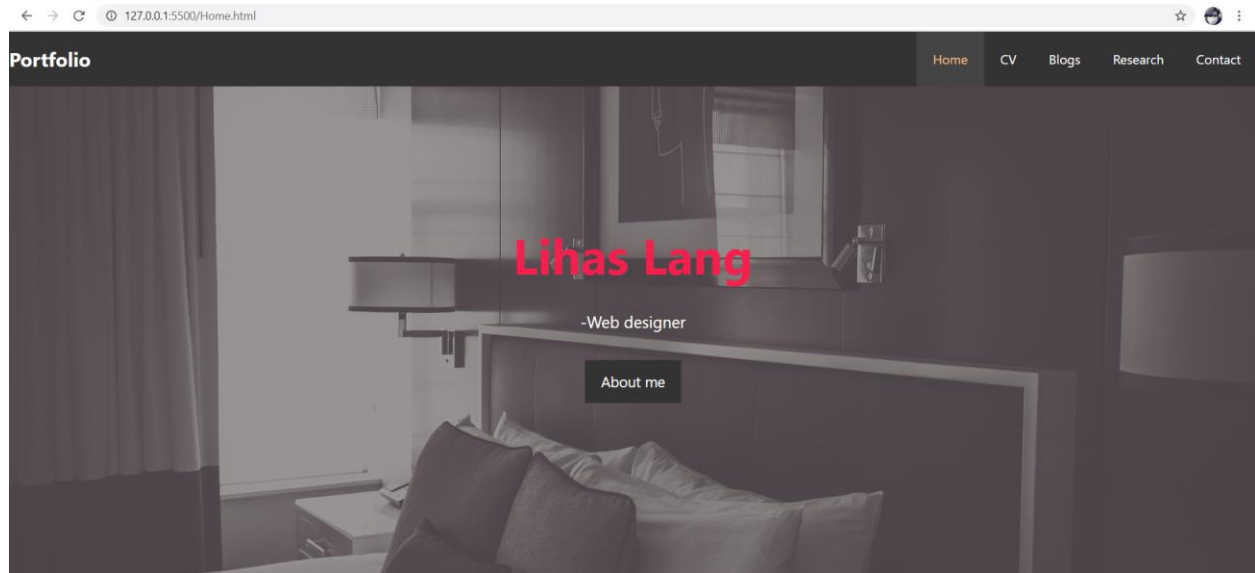 127.0.0.1:5500/Home.html
Portfolio Home CV Blogs Research Contact
Lihas Lang
-Web designer
About me